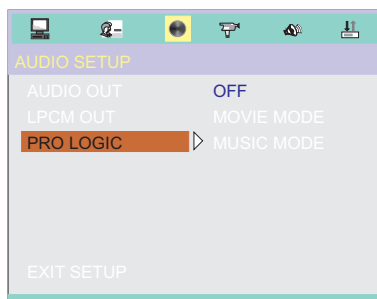 AUDIO SETUP
AUDIO OUT OFF
LPCM OUT MOVIE MODE
PRO LOGIC MUSIC MODE
EXIT SETUP